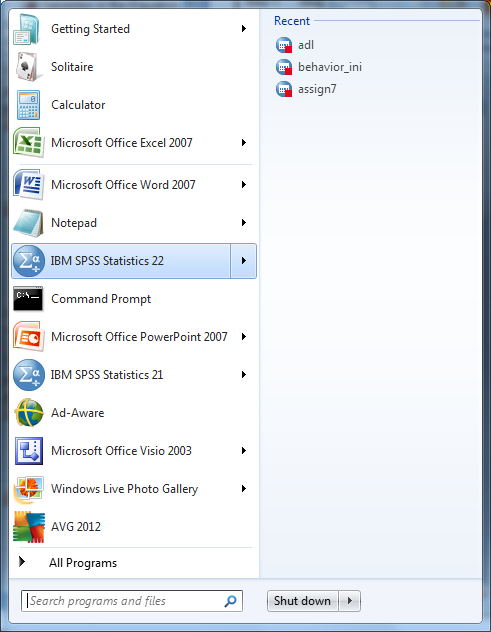 Getting Started
Solitaire
Calculator
Microsoft Office Excel 2007
Microsoft Office Word 2007
Notepad
IBM SPSS Statistics 22
Command Prompt
Microsoft Office PowerPoint 2007
IBM SPSS Statistics 21
Ad-Aware
Microsoft Office Visio 2003
Windows Live Photo Gallery
AVG 2012
All Programs
Search programs and files
Recent
adl
behavior_ini
assign7
Shut down